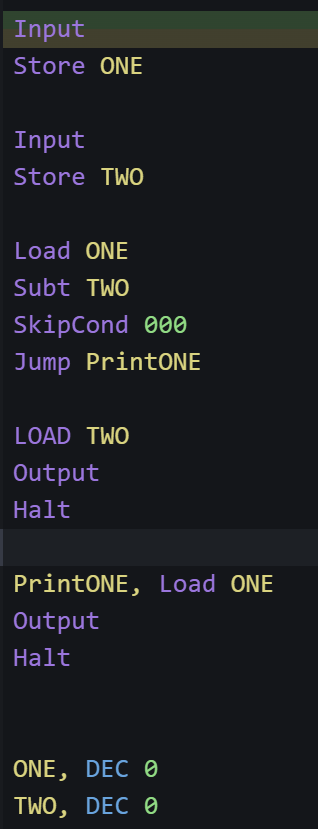 Input
Store ONE
Input
Store TWO
Load ONE
Subt TWO
SkipCond 000
Jump PrintONE
LOAD TWO
Output
Halt
PrintONE, Load ONE
Output
Halt
ONE, DEC 0
TWO, DEC 0